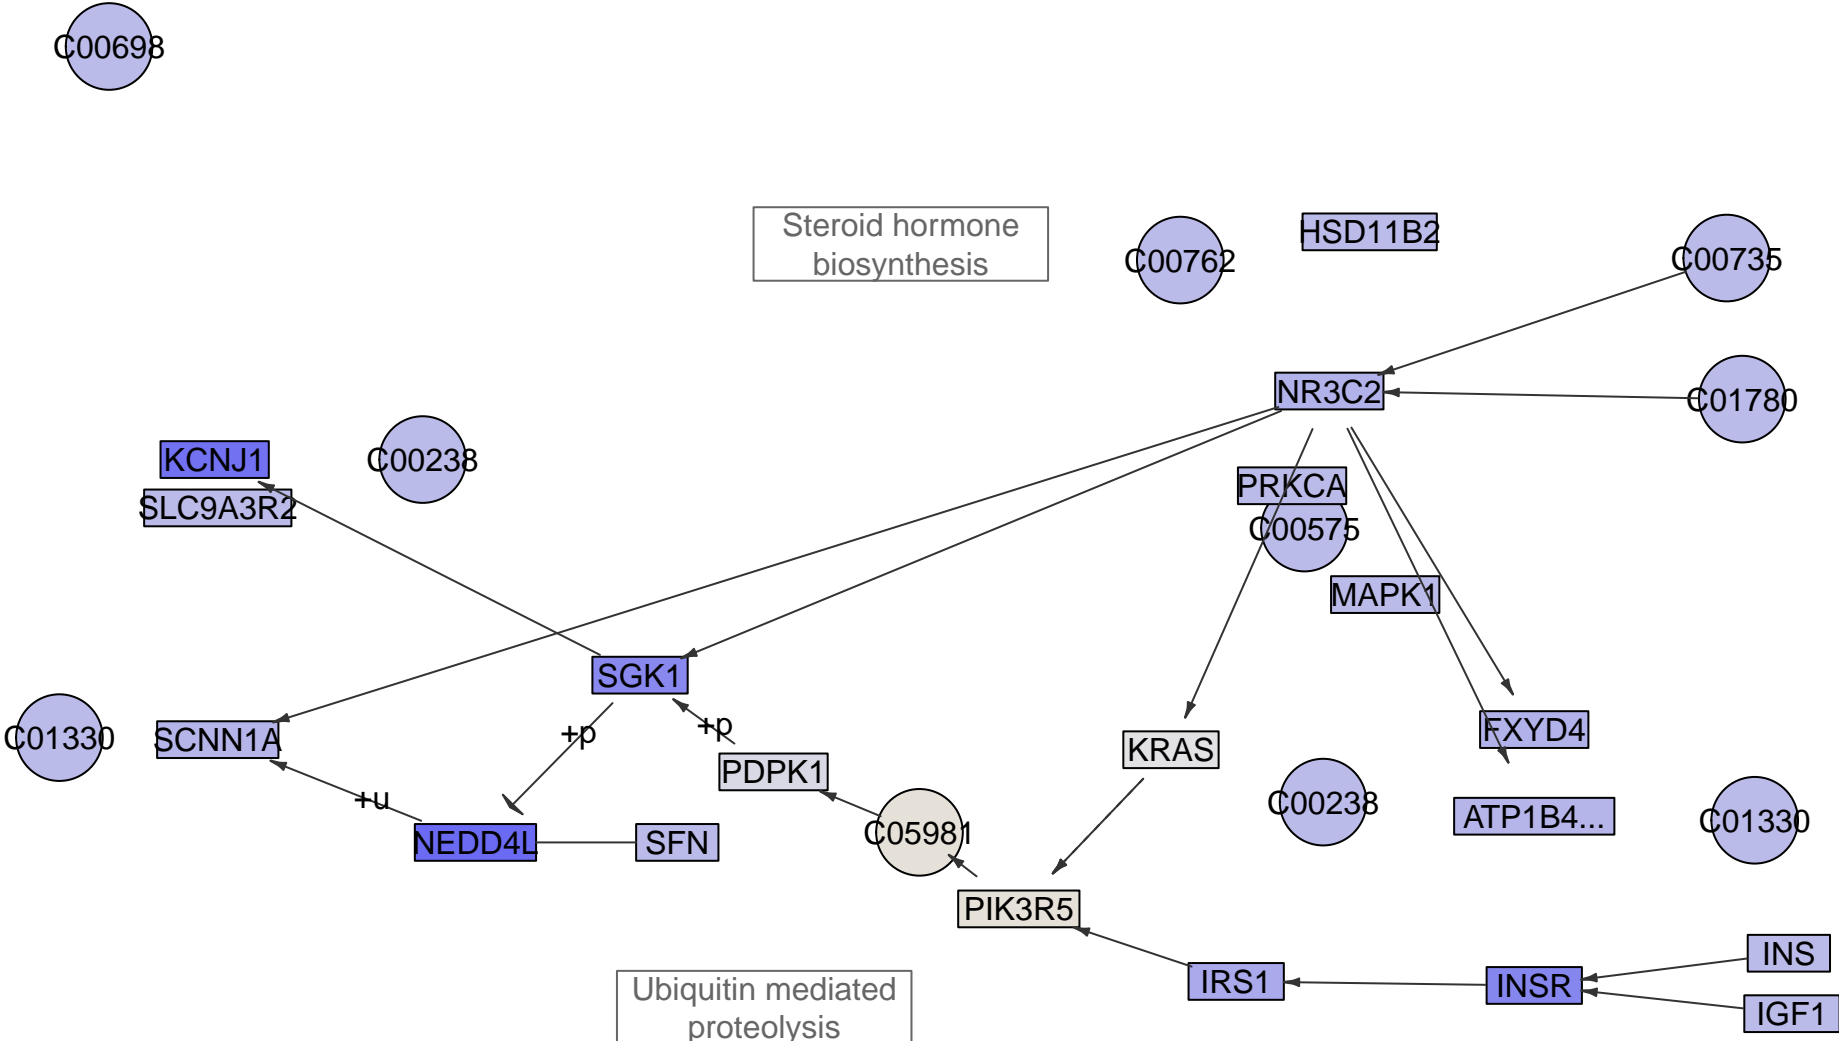 C00698
Steroid hormone
biosynthesis
C00762
HSD11B2
C00735
NR3C2
C01780
KCNJ1
C00238
SLC9A3R2
PRKCA
C00575
MAPK1
SGK1
C01330
SCNN1A
+p
+p
PDPK1
KRAS
FXYD4
+u
C00238
ATP1B4...
C01330
NEDD4L
SFN
C05981
PIK3R5
INS
Ubiquitin mediated
proteolysis
IRS1
INSR
IGF1